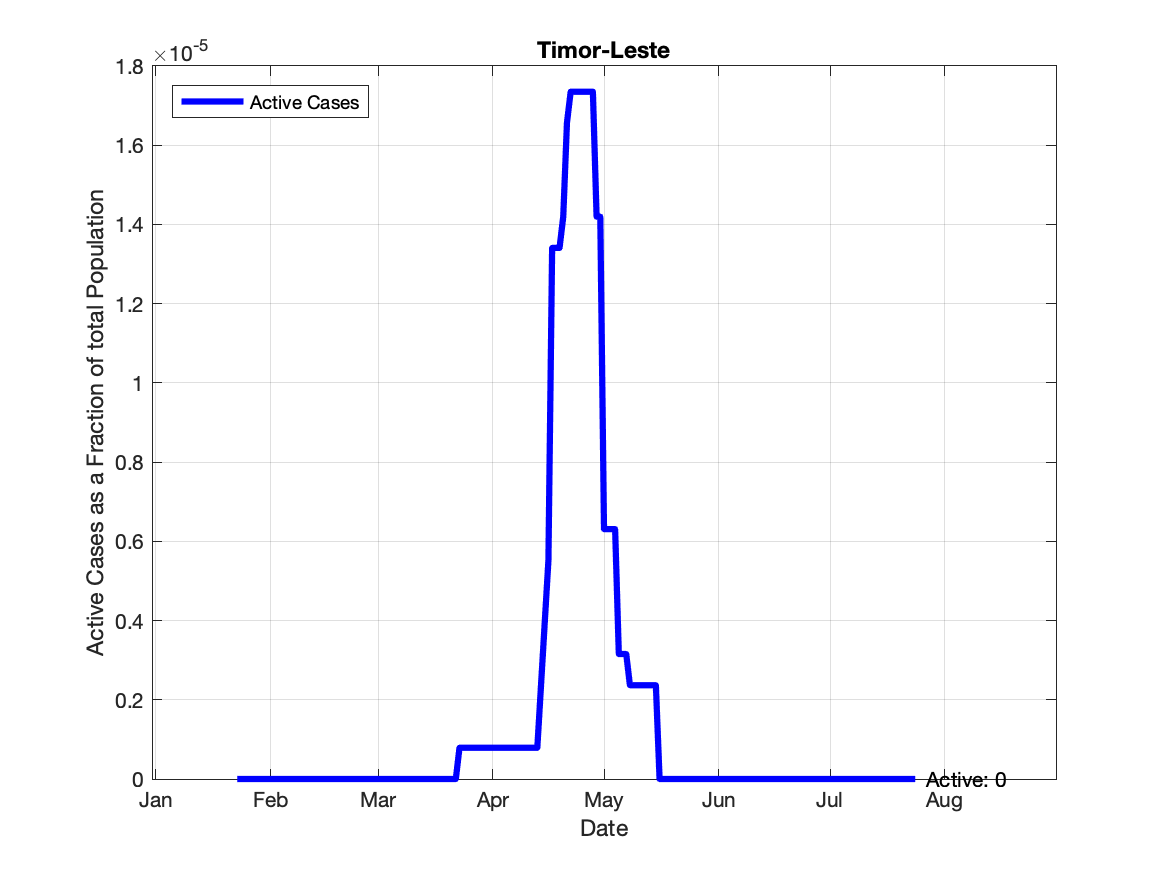 Timor-Leste
×10-5
Active Cases
1.8
1.6
1.4
1.2
1
0.8
0.6
0.4
0.2
0
Active Cases as a Fraction of total Population
Active: 0
Jan Feb Mar Apr May Jun Jul Aug
Date